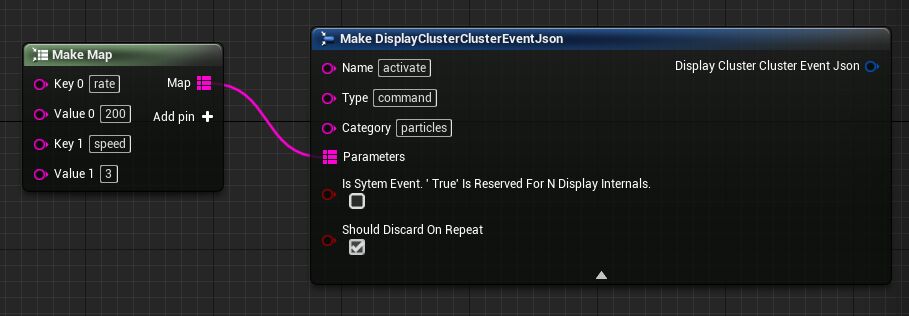 Make Map
Key 0 rate
Map
Value 0 200
Add pin
Key 1 speed
Value 1 3
Make DisplayClusterClusterEventJson
Name activate
Display Cluster Cluster Event Json
Type command
Category particles
Parameters
Is Sytem Event. ' True' Is Reserved For N Display Internals.
Should Discard On Repeat